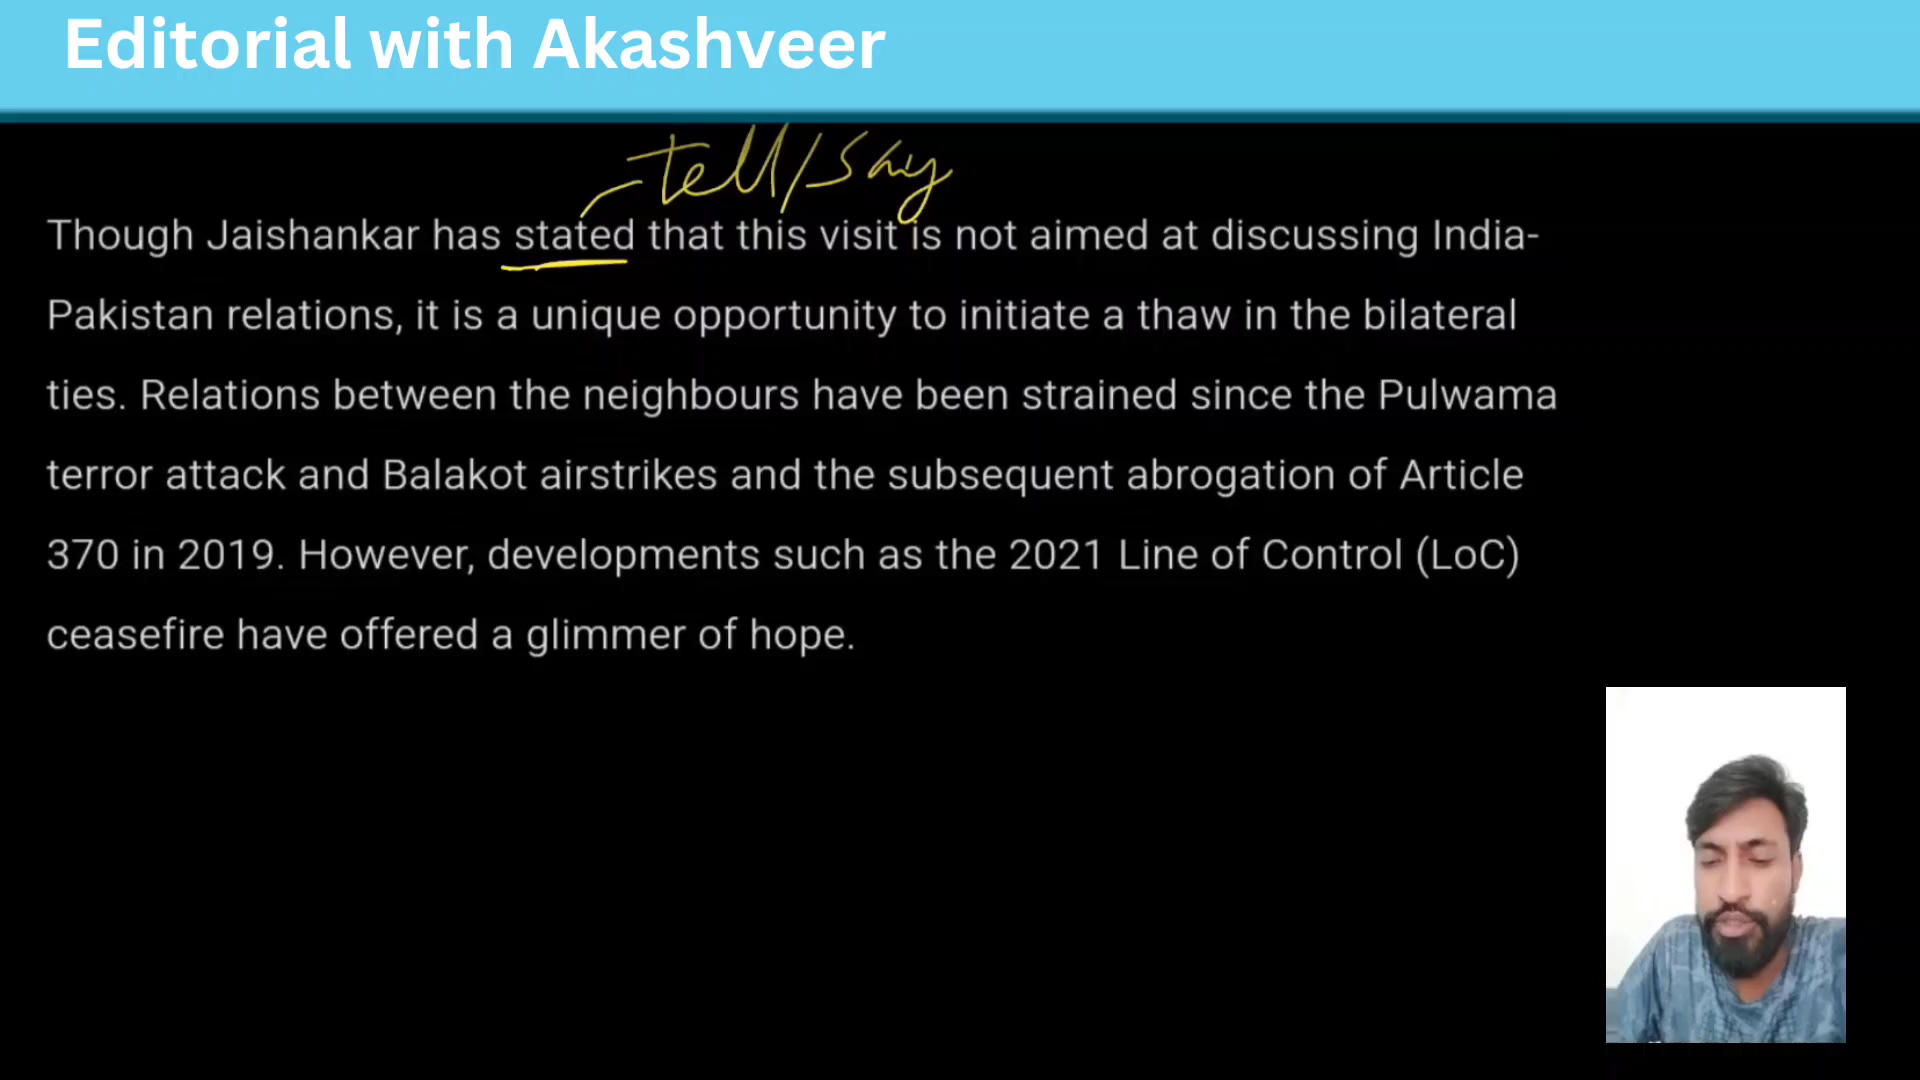 Editorial with Akashveer
tell/say
Though Jaishankar has stated that this visit is not aimed at discussing India-
Pakistan relations, it is a unique opportunity to initiate a thaw in the bilateral
ties. Relations between the neighbours have been strained since the Pulwama
terror attack and Balakot airstrikes and the subsequent abrogation of Article
370 in 2019. However, developments such as the 2021 Line of Control (LoC)
ceasefire have offered a glimmer of hope.